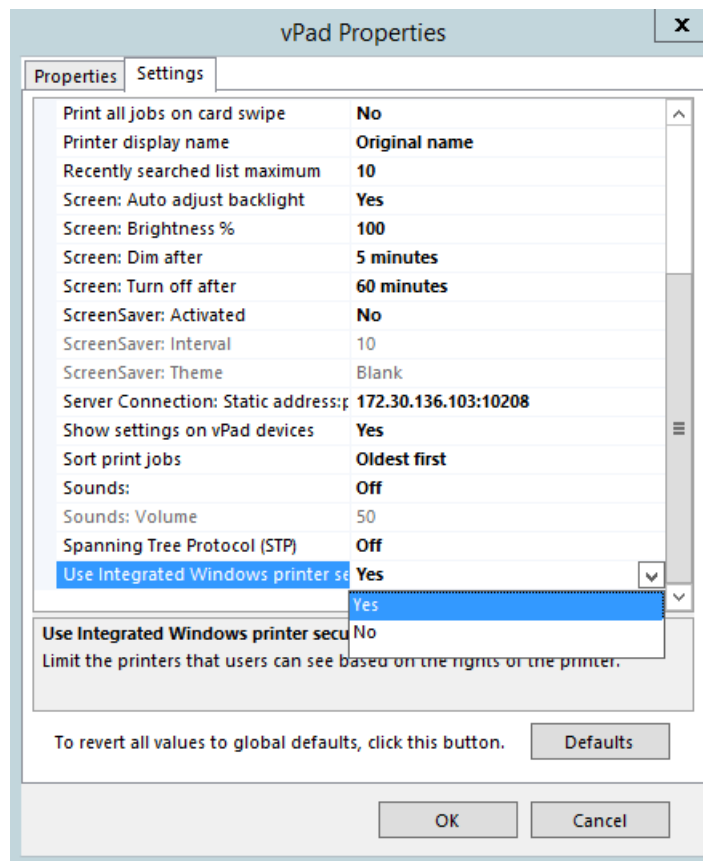 vPad Properties
x
Properties Settings
Print all jobs on card swipe No
Printer display name Original name
Recently searched list maximum 10
Screen: Auto adjust backlight Yes
Screen: Brightness % 100
Screen: Dim after 5 minutes
Screen: Turn off after 60 minutes
ScreenSaver: Activated No
ScreenSaver: Interval 10
ScreenSaver: Theme Blank
Server Connection: Static address:p 172.30.136.103:10208
Show settings on vPad devices Yes
Sort print jobs Oldest first
Sounds: Off
Sounds: Volume 50
Spanning Tree Protocol (STP) Off
Use Integrated Windows printer se Yes
Yes
No
Use Integrated Windows printer secu
Limit the printers that users can see based on the rights of the printer.
To revert all values to global defaults, click this button. Defaults
OK Cancel